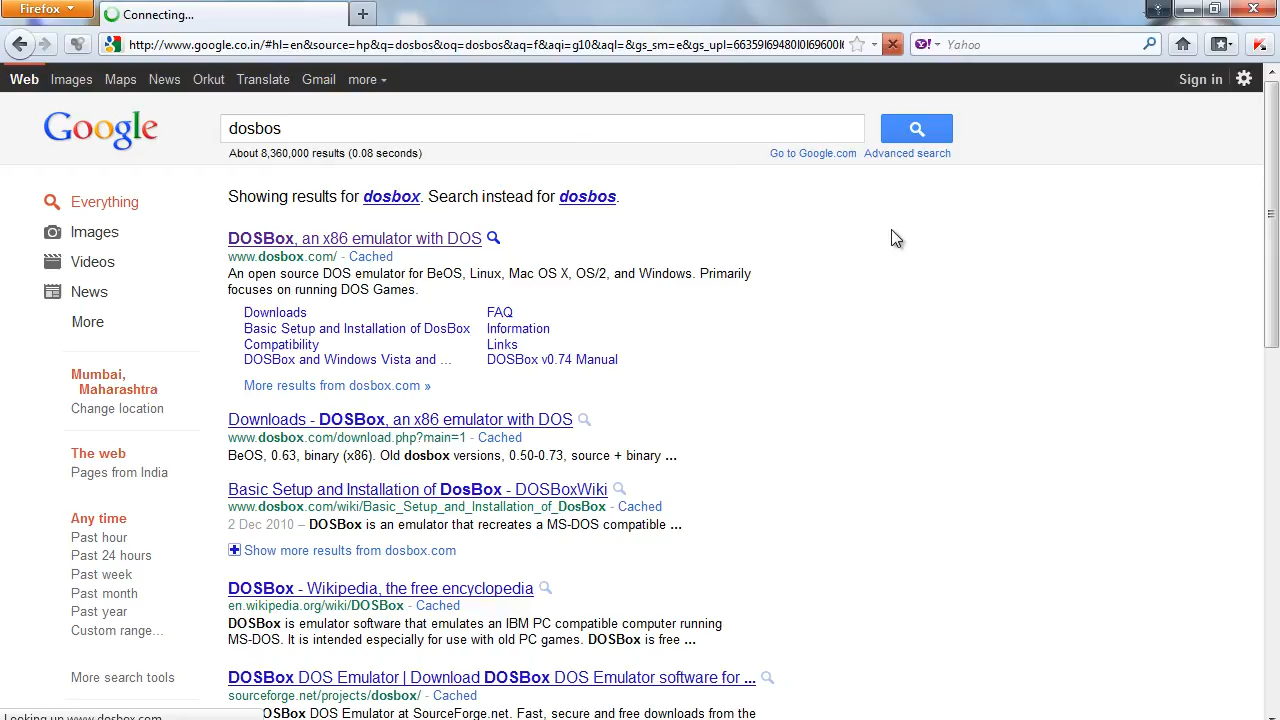 Firefox
Connecting...
http://www.google.co.in/#hl=en&source=hp&q=dosbos&oq=dosbos&aq=f&aqi=g10&aql=&gs_sm=e&gs_upl=66359l69480l0l69600l
Yahoo
Web Images Maps News Orkut Translate Gmail more
Sign in
Google
dosbos
About 8,360,000 results (0.08 seconds)
Go to Google.com Advanced search
Everything
Images
Videos
News
More
Mumbai,
Maharashtra
Change location
The web
Pages from India
Any time
Past hour
Past 24 hours
Past week
Past month
Past year
Custom range...
More search tools
Showing results for dosbox. Search instead for dosbos.
DOSBox, an x86 emulator with DOS
www.dosbox.com/ - Cached
An open source DOS emulator for BeOS, Linux, Mac OS X, OS/2, and Windows. Primarily
focuses on running DOS Games.
Downloads FAQ
Basic Setup and Installation of DosBox Information
Compatibility Links
DOSBox and Windows Vista and ... DOSBox v0.74 Manual
More results from dosbox.com »
Downloads - DOSBox, an x86 emulator with DOS
www.dosbox.com/download.php?main=1 - Cached
BeOS, 0.63, binary (x86). Old dosbox versions, 0.50-0.73, source + binary ...
Basic Setup and Installation of DosBox - DOSBoxWiki
www.dosbox.com/wiki/Basic_Setup_and_Installation_of_DosBox - Cached
2 Dec 2010 – DOSBox is an emulator that recreates a MS-DOS compatible ...
Show more results from dosbox.com
DOSBox - Wikipedia, the free encyclopedia
en.wikipedia.org/wiki/DOSBox - Cached
DOSBox is emulator software that emulates an IBM PC compatible computer running
MS-DOS. It is intended especially for use with old PC games. DOSBox is free ...
DOSBox DOS Emulator | Download DOSBox DOS Emulator software for ...
sourceforge.net/projects/dosbox/ - Cached
OSBox DOS Emulator at SourceForge.net. Fast, secure and free downloads from the
Looking up www.dosbox.com